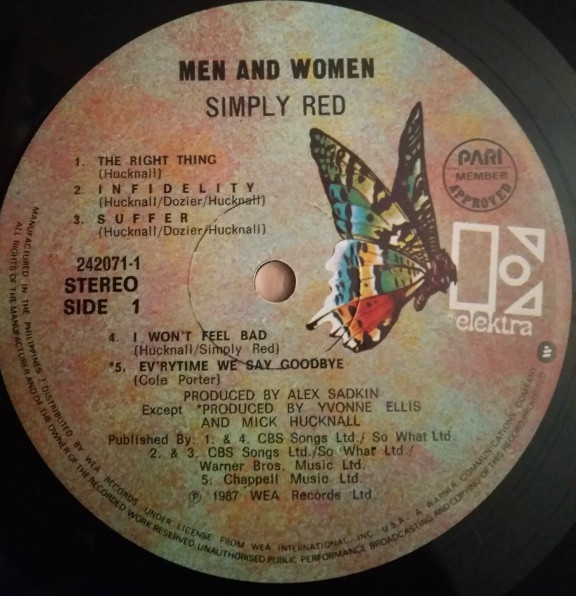 MEN AND WOMEN
SIMPLY RED
1. THE RIGHT THING
(Hucknall)
2 INFIDELITY
(Hucknall/Dozier/Hucknall)
3. SUFFER
(Hucknall/Dozier/Hucknall)
242071-1
STEREO
SIDE 1
PARI
MEMBER
APPROVED
elektra
4 I WON'T FEEL BAD
(Hucknall/Simply Red)
*5. EV'RYTIME WE SAY GOODBYE
(Cole Porter)
PRODUCED BY ALEX SADKIN
Except *PRODUCED BY YVONNE ELLIS
AND MICK HUCKNALL
Published By: 1. & 4. CBS Songs Ltd./ So What Ltd.
2. & 3. CBS Songs Ltd./So What Ltd./
Warner Bros. Music Ltd.
5: Chappell Music Ltd.
℗ 1987 WEA Records Ltd.
MANUFACTURED IN THE PHILIPPINES / DISTRIBUTED BY WEA RECORDS UNDER LICENSE FROM WEA INTERNATIONAL, INC. U.S.A. A WARNER COMMUNICATIONS COMPANY
ALL RIGHTS OF THE MANUFACTURER AND OF THE OWNER OF THE RECORDED WORK RESERVED. UNAUTHORISED PUBLIC PERFORMANCE BROADCASTING AND COPYING OF THIS RECORD